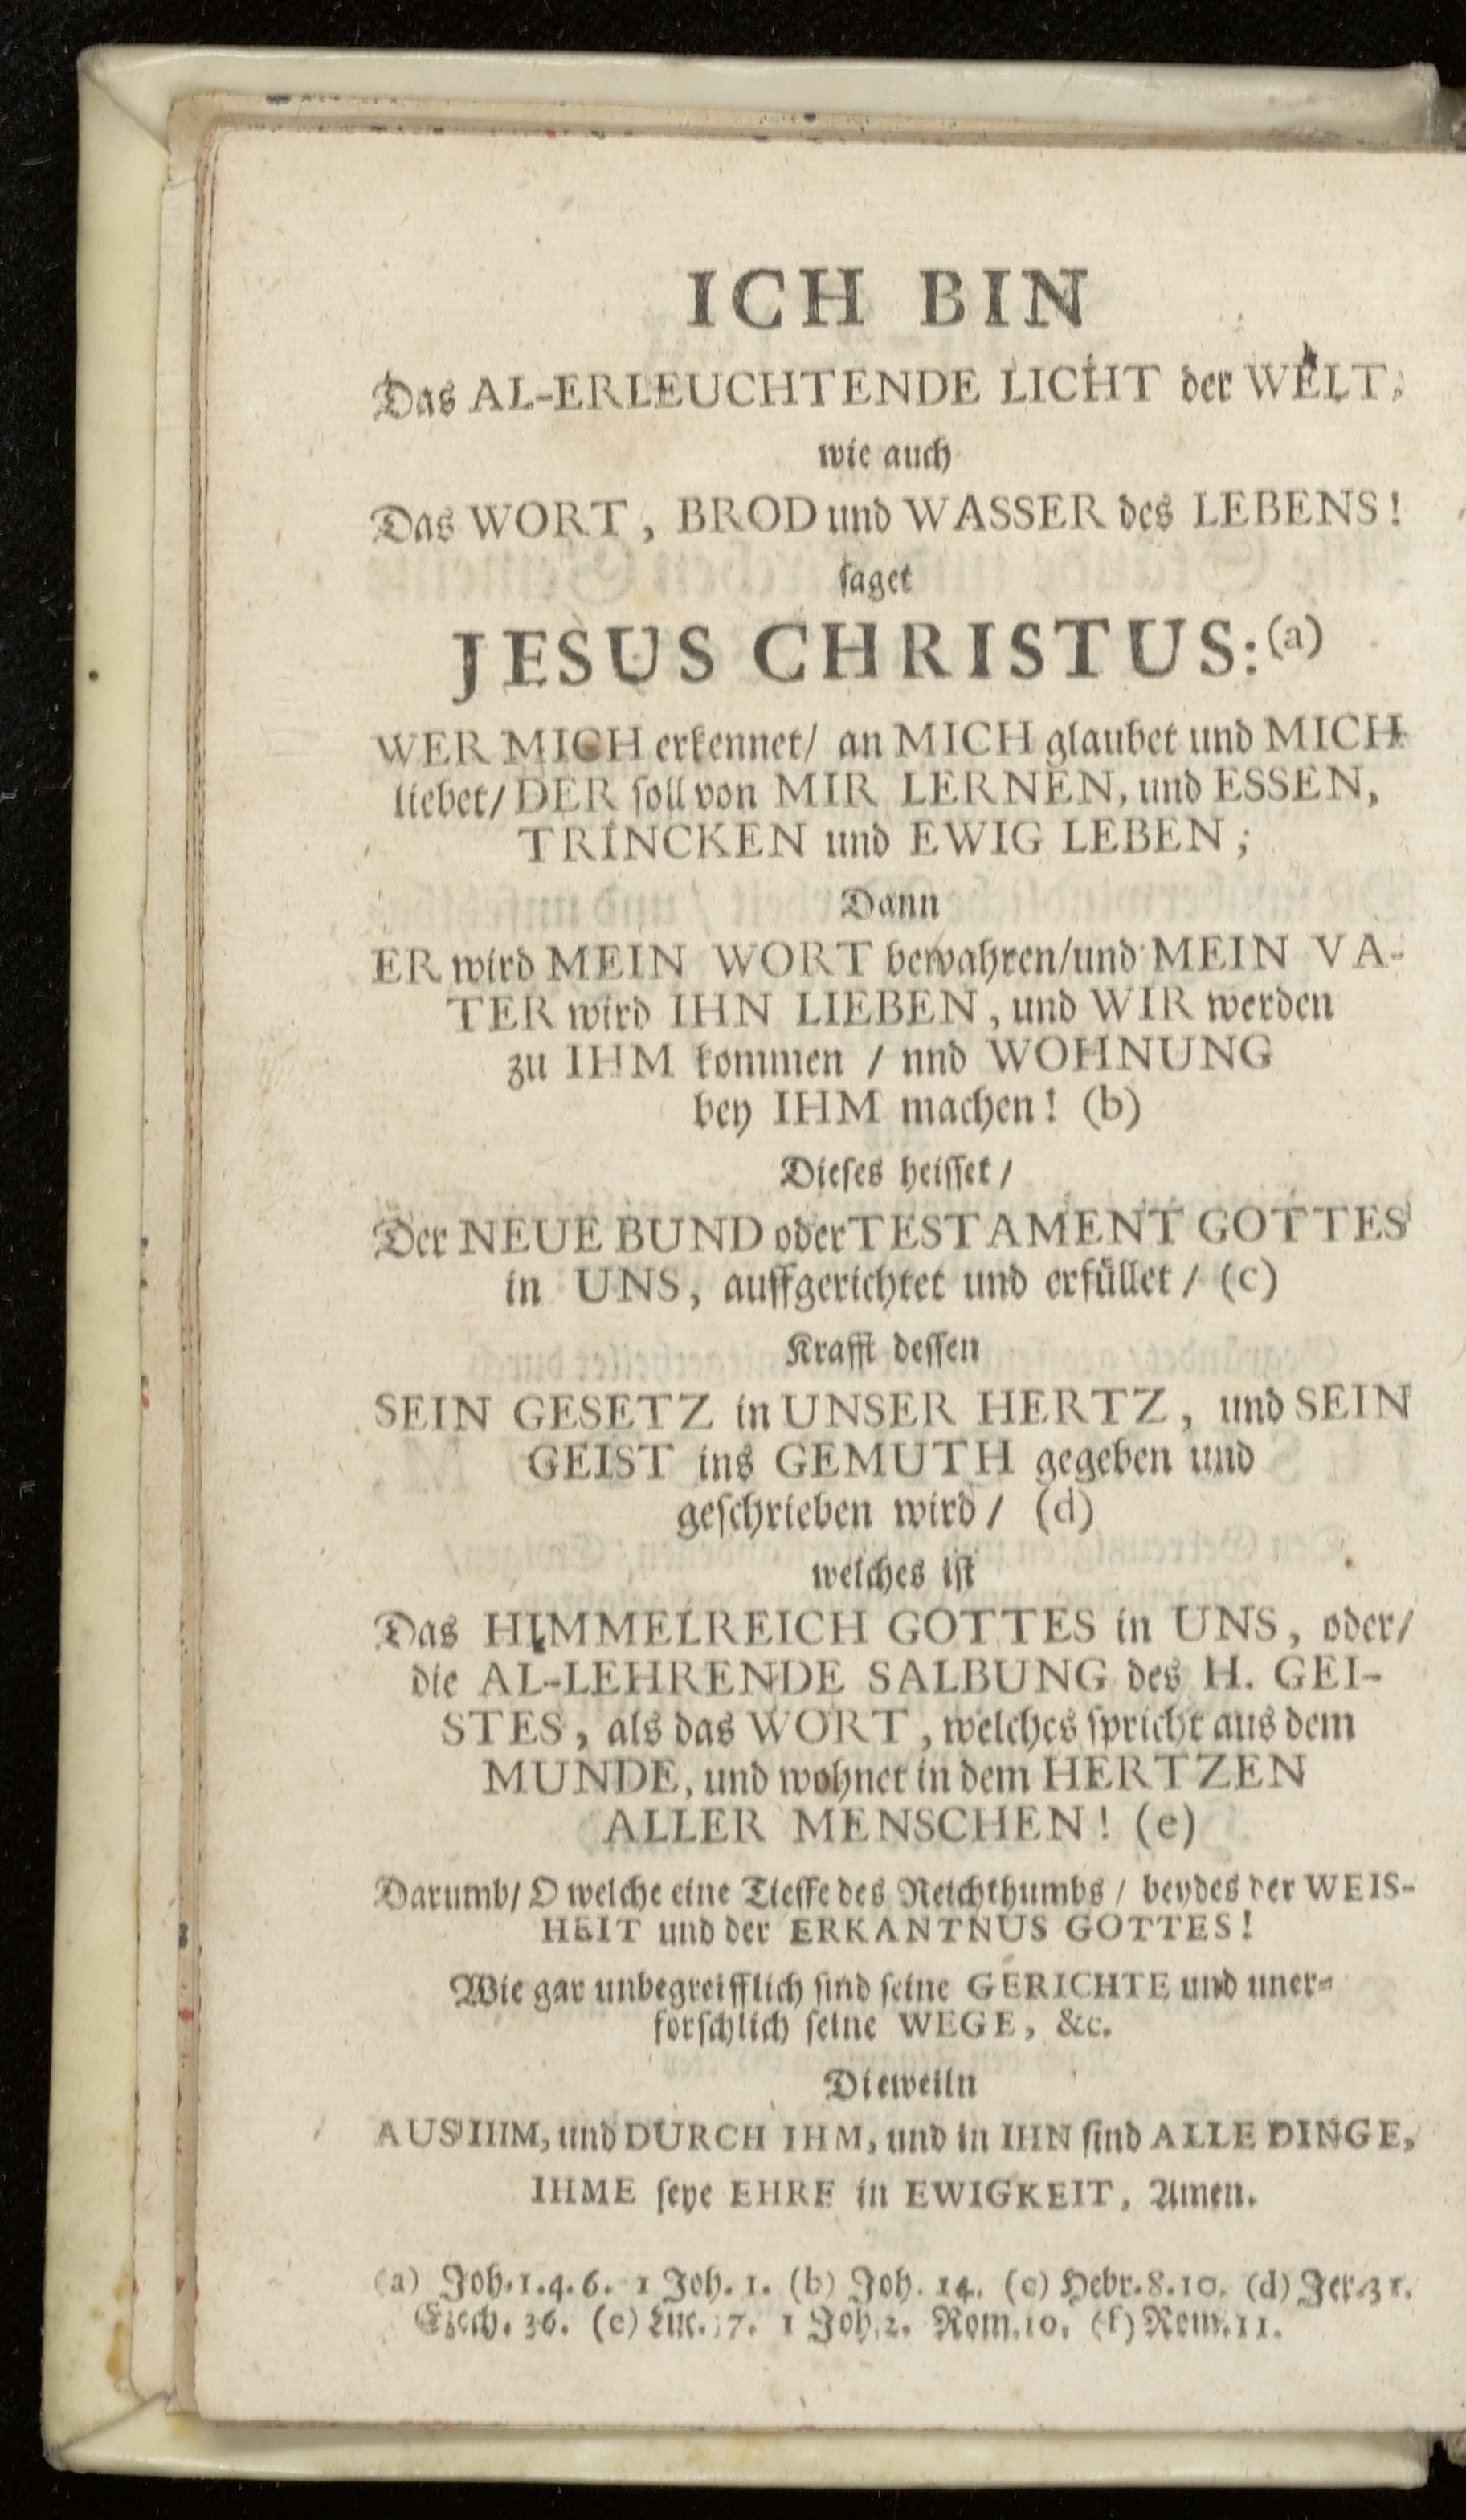 ICH BIN
Das AL-ERLEUCHTENDE LICHT der WELT,
wie auch
Das WORT, BROD und WASSER des LEBENS!
ſaget
JESUS CHRISTUS:(a)
WER MICH erkennet/ an MICH glaubet und MICH
liebet/ DER ſoll von MIR LERNEN, und ESSEN,
TRINCKEN und EWIG LEBEN;
Dann
ER wird MEIN WORT bewahren/und MEIN VA-
TER wird IHN LIEBEN, und WIR werden
zu IHM kommen / nnd WOHNUNG
bey IHM machen! (b)
Dieſes heiſſet/
Der NEUE BUND oder TESTAMENT GOTTES
in UNS, auffgerichtet und erfüllet/ (c)
Krafft deſſen
SEIN GESETZ in UNSER HERTZ, und SEIN
GEIST ins GEMUTH gegeben und
geſchrieben wird/ (d)
welches iſt
Das HIMMELREICH GOTTES in UNS, oder/
die AL-LEHRENDE SALBUNG des H. GEI-
STES, als das WORT, welches ſpricht aus dem
MUNDE, und wohnet in dem HERTZEN
ALLER MENSCHEN! (e)
Darumb/ O welche eine Tieffe des Reichthumbs / beydes der WEIS-
HEIT und der ERKANTNUS GOTTES!
Wie gar unbegreifflich ſind ſeine GERICHTE und uner-
forſchlich ſeine WEGE, &c.
Dieweiln
AUS IHM, und DURCH IHM, und in IHN ſind ALLE DINGE,
IHME ſeye EHRE in EWIGKEIT, Amen.
(a) Joh.1.4.6. 1 Joh. 1. (b) Joh. 14. (c) Hebr.8.10. (d) Jer.31.
Ezech. 36. (e) Luc. 1 Joh.2. Rom.10. (f) Rom.11.